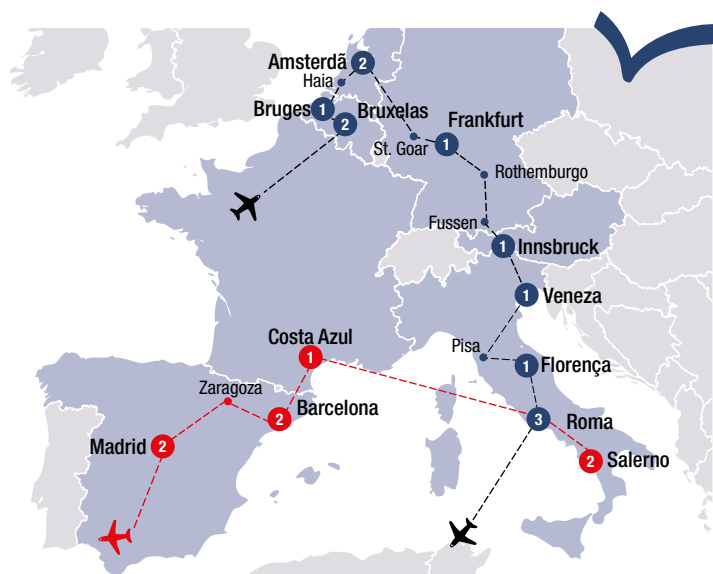 Amsterdã
2
Haia
Bruges
1
Bruxelas
2
Frankfurt
1
St. Goar
Rothemburgo
Fussen
Innsbruck
1
Veneza
1
Costa Azul
1
Pisa
Florença
1
Zaragoza
Barcelona
2
Roma
3
Madrid
2
Salerno
2